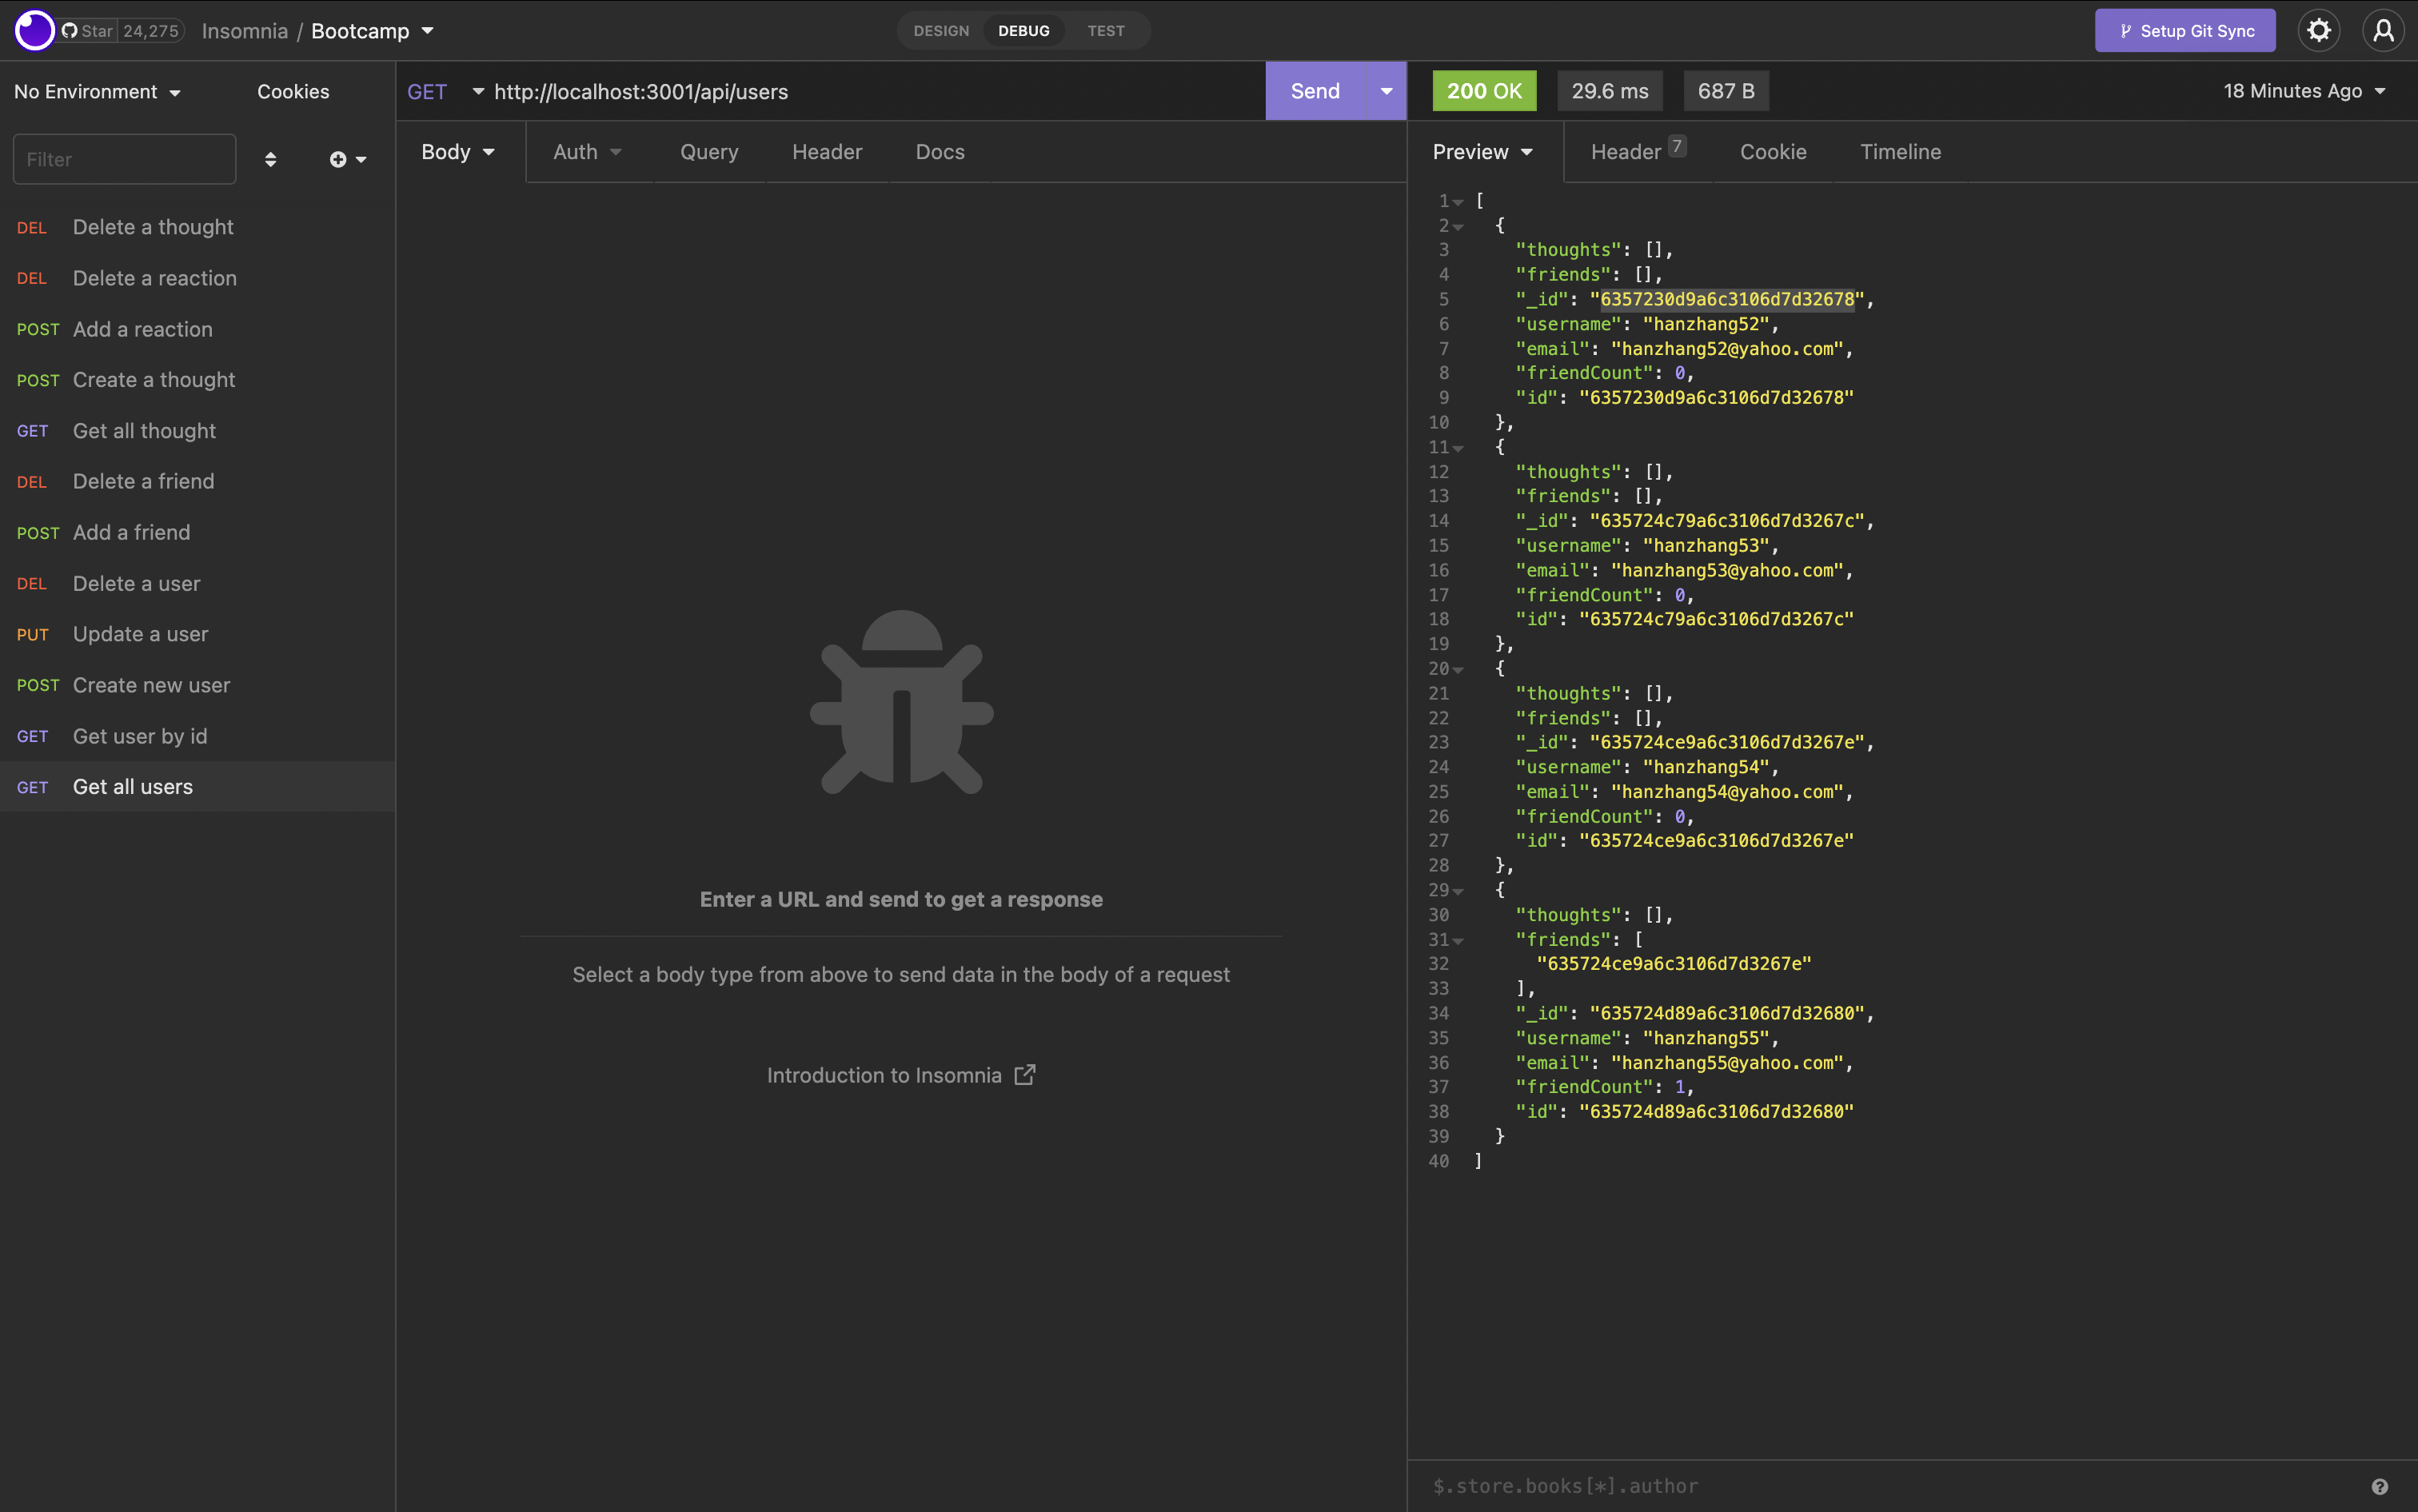 Star 24,275 Insomnia / Bootcamp
DESIGN DEBUG TEST
Setup Git Sync
No Environment Cookies
Filter
DEL Delete a thought
DEL Delete a reaction
POST Add a reaction
POST Create a thought
GET Get all thought
DEL Delete a friend
POST Add a friend
DEL Delete a user
PUT Update a user
POST Create new user
GET Get user by id
GET Get all users
GET http://localhost:3001/api/users Send
Body Auth Query Header Docs
Enter a URL and send to get a response
Select a body type from above to send data in the body of a request
Introduction to Insomnia
200 OK 29.6 ms 687 B 18 Minutes Ago
Preview Header 7 Cookie Timeline
1 [
2 {
3 "thoughts": [],
4 "friends": [],
5 "_id": "6357230d9a6c3106d7d32678",
6 "username": "hanzhang52",
7 "email": "hanzhang52@yahoo.com",
8 "friendCount": 0,
9 "id": "6357230d9a6c3106d7d32678"
10 },
11 {
12 "thoughts": [],
13 "friends": [],
14 "_id": "635724c79a6c3106d7d3267c",
15 "username": "hanzhang53",
16 "email": "hanzhang53@yahoo.com",
17 "friendCount": 0,
18 "id": "635724c79a6c3106d7d3267c"
19 },
20 {
21 "thoughts": [],
22 "friends": [],
23 "_id": "635724ce9a6c3106d7d3267e",
24 "username": "hanzhang54",
25 "email": "hanzhang54@yahoo.com",
26 "friendCount": 0,
27 "id": "635724ce9a6c3106d7d3267e"
28 },
29 {
30 "thoughts": [],
31 "friends": [
32 "635724ce9a6c3106d7d3267e"
33 ],
34 "_id": "635724d89a6c3106d7d32680",
35 "username": "hanzhang55",
36 "email": "hanzhang55@yahoo.com",
37 "friendCount": 1,
38 "id": "635724d89a6c3106d7d32680"
39 }
40 ]
$.store.books[*].author